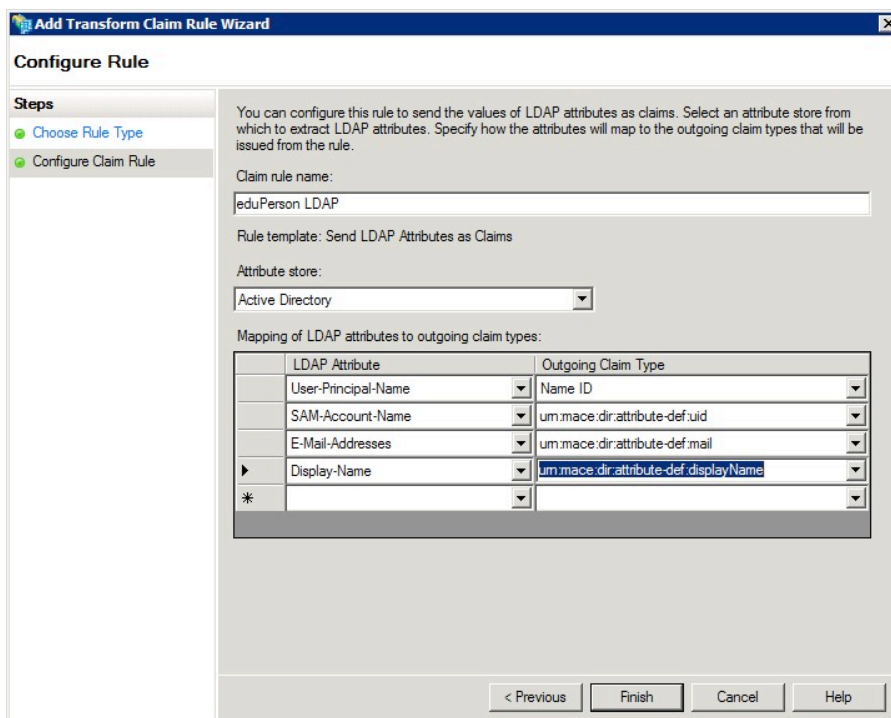 Add Transform Claim Rule Wizard
Configure Rule
Steps
Choose Rule Type
Configure Claim Rule
You can configure this rule to send the values of LDAP attributes as claims. Select an attribute store from
which to extract LDAP attributes. Specify how the attributes will map to the outgoing claim types that will be
issued from the rule.
Claim rule name:
eduPerson LDAP
Rule template: Send LDAP Attributes as Claims
Attribute store:
Active Directory
Mapping of LDAP attributes to outgoing claim types:
LDAP Attribute Outgoing Claim Type
User-Principal-Name Name ID
SAM-Account-Name urn:mace:dir:attribute-def:uid
E-Mail-Addresses urn:mace:dir:attribute-def:mail
Display-Name urn:mace:dir:attribute-def:displayName
< Previous Finish Cancel Help